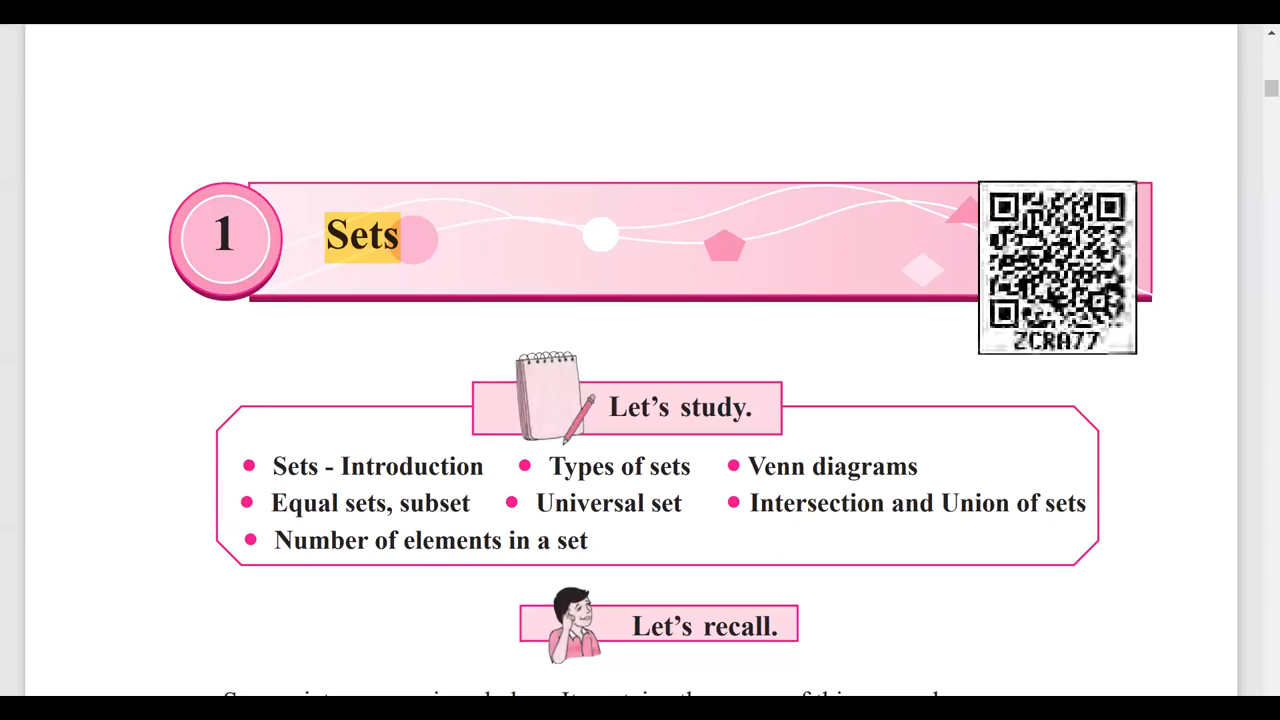 1
Sets
ZCRA77
Let’s study.
• Sets - Introduction • Types of sets • Venn diagrams
• Equal sets, subset • Universal set • Intersection and Union of sets
• Number of elements in a set
Let’s recall.